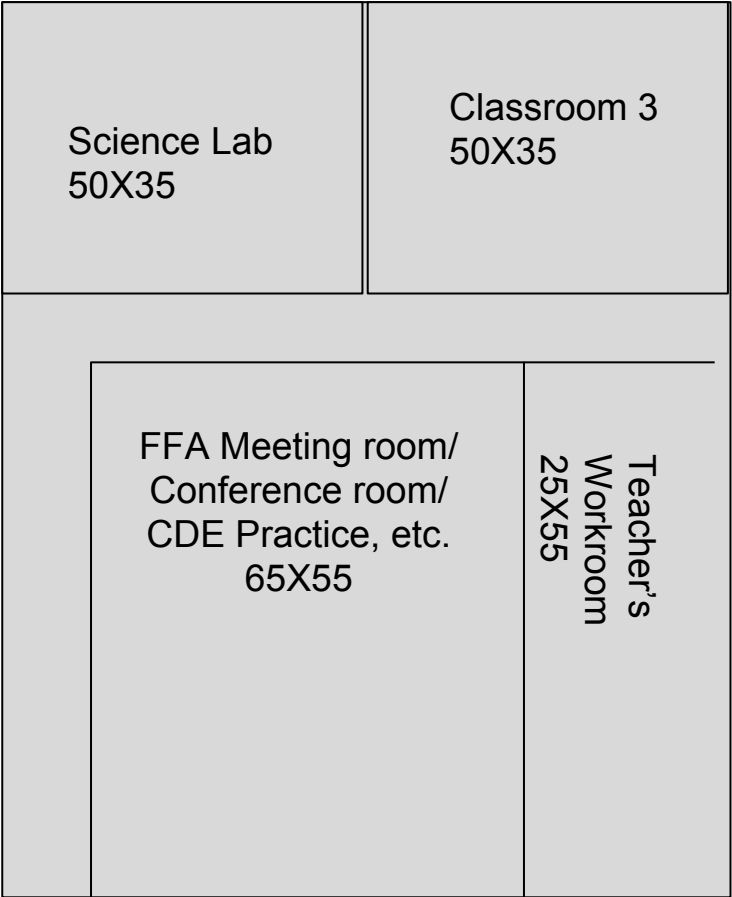 Science Lab
50X35
Classroom 3
50X35
FFA Meeting room/
Conference room/
CDE Practice, etc.
65X55
Teacher’s
Workroom
25X55